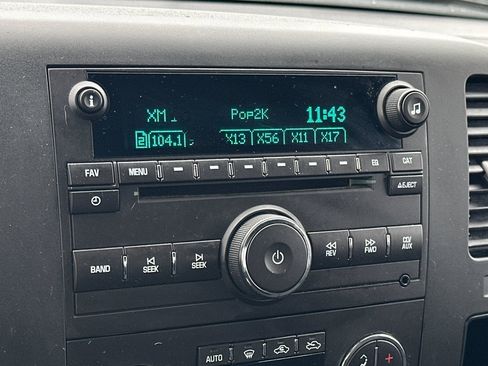 XM Pop2K 11:43
2 104.1 X13 X56 X11 X17
FAV MENU EQ CAT
EJECT
BAND SEEK SEEK REV FWD CD/AUX
AUTO